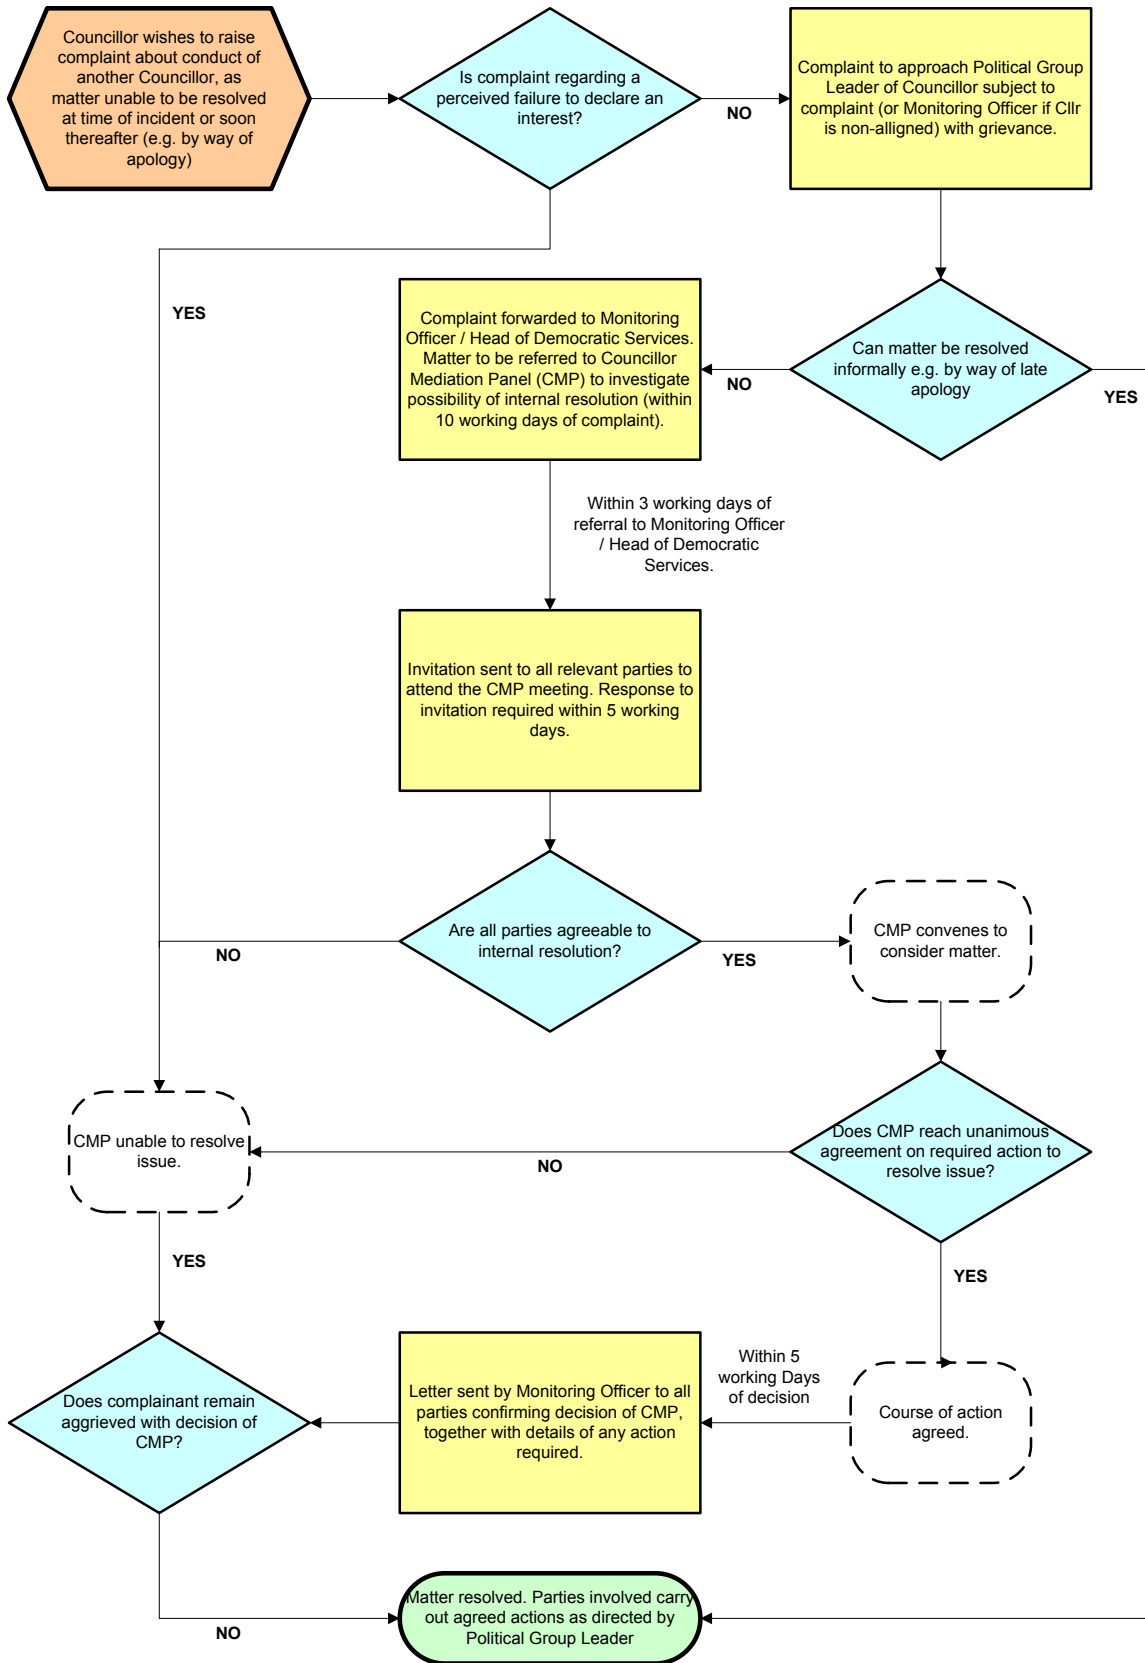 Councillor wishes to raise
complaint about conduct of
another Councillor, as
matter unable to be resolved
at time of incident or soon
thereafter (e.g. by way of
apology)
Is complaint regarding a
perceived failure to declare an
interest?
NO
Complaint to approach Political Group
Leader of Councillor subject to
complaint (or Monitoring Officer if Cllr
is non-alligned) with grievance.
YES
Complaint forwarded to Monitoring
Officer / Head of Democratic Services.
Matter to be referred to Councillor
Mediation Panel (CMP) to investigate
possibility of internal resolution (within
10 working days of complaint).
NO
Can matter be resolved
informally e.g. by way of late
apology
YES
Within 3 working days of
referral to Monitoring Officer
/ Head of Democratic
Services.
Invitation sent to all relevant parties to
attend the CMP meeting. Response to
invitation required within 5 working
days.
Are all parties agreeable to
internal resolution?
NO
YES
CMP convenes to
consider matter.
CMP unable to resolve
issue.
NO
Does CMP reach unanimous
agreement on required action to
resolve issue?
YES
YES
Does complainant remain
aggrieved with decision of
CMP?
Letter sent by Monitoring Officer to all
parties confirming decision of CMP,
together with details of any action
required.
Within 5
working Days
of decision
Course of action
agreed.
NO
Matter resolved. Parties involved carry
out agreed actions as directed by
Political Group Leader